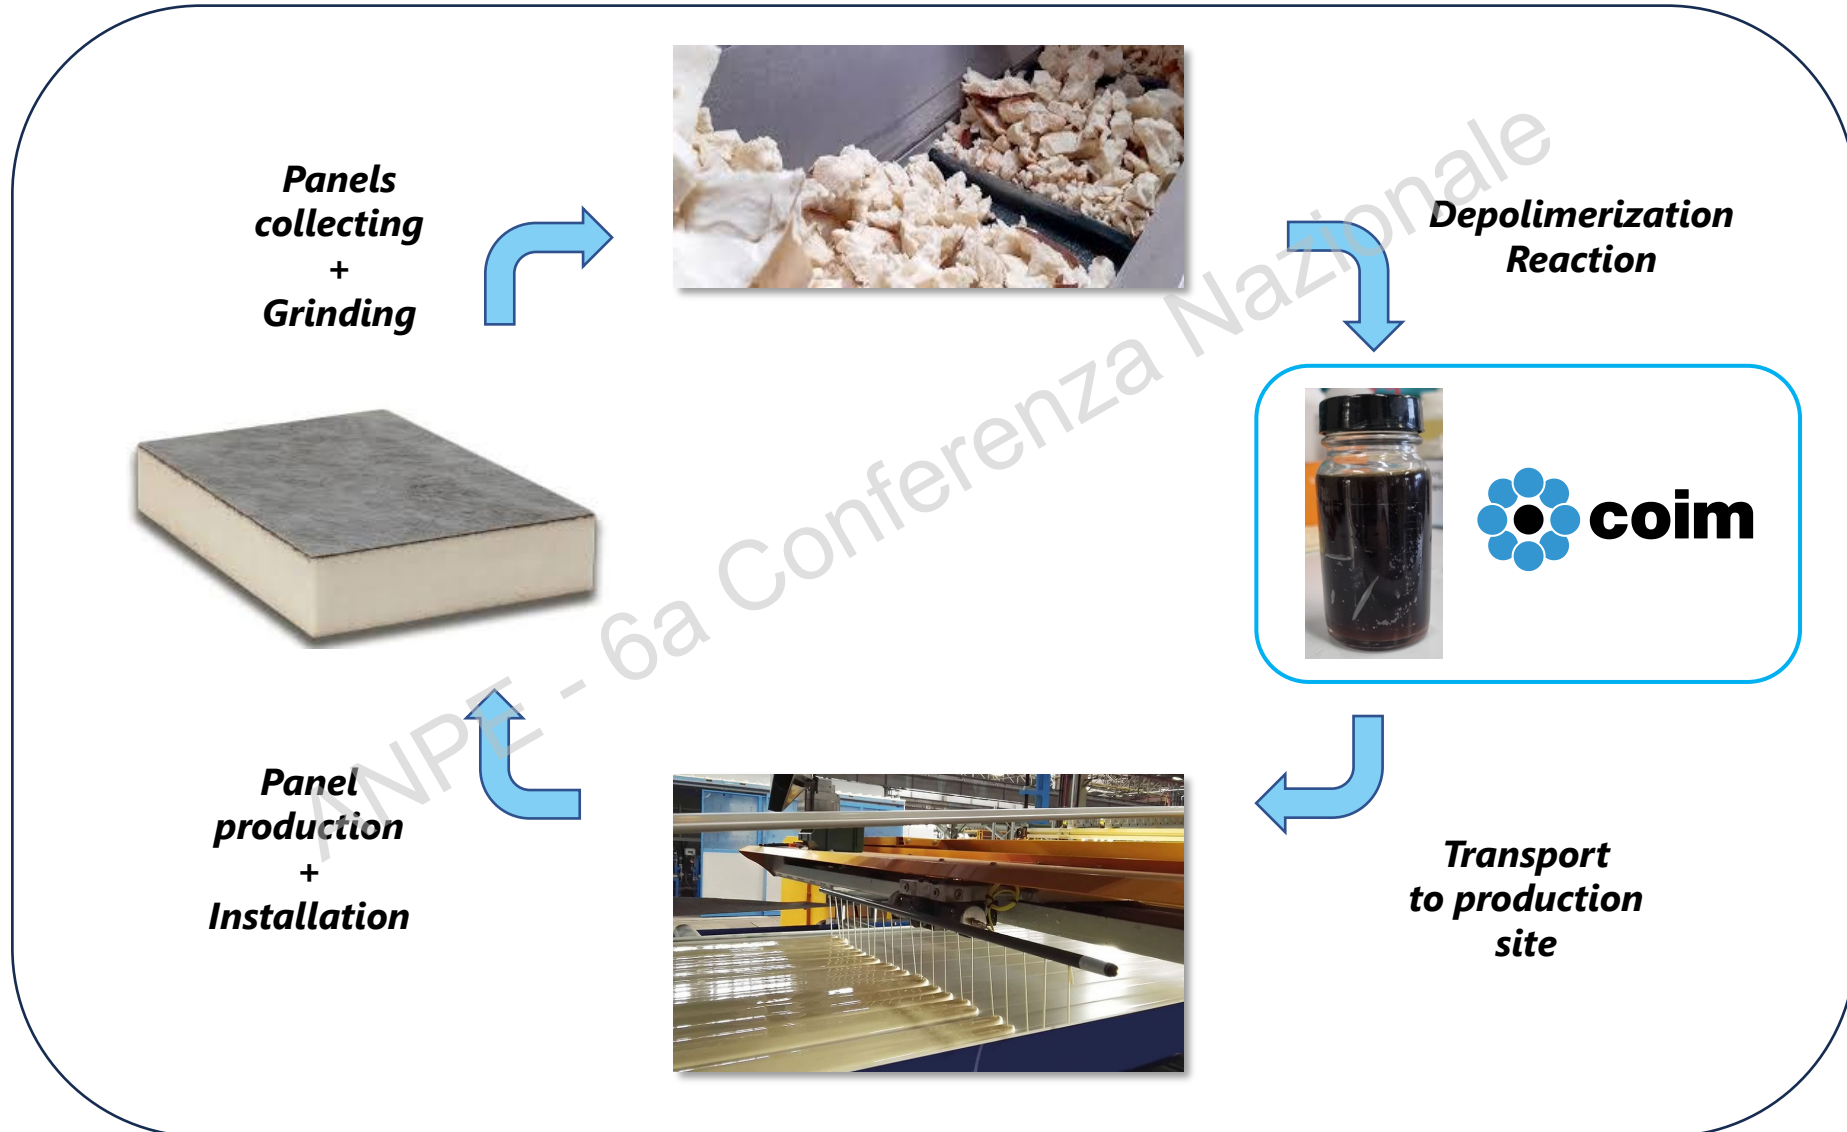 Panels
collecting
+
Grinding
Depolimerization
Reaction
coim
Transport
to production
site
Panel
production
+
Installation
ANPE - 6a Conferenza Nazionale